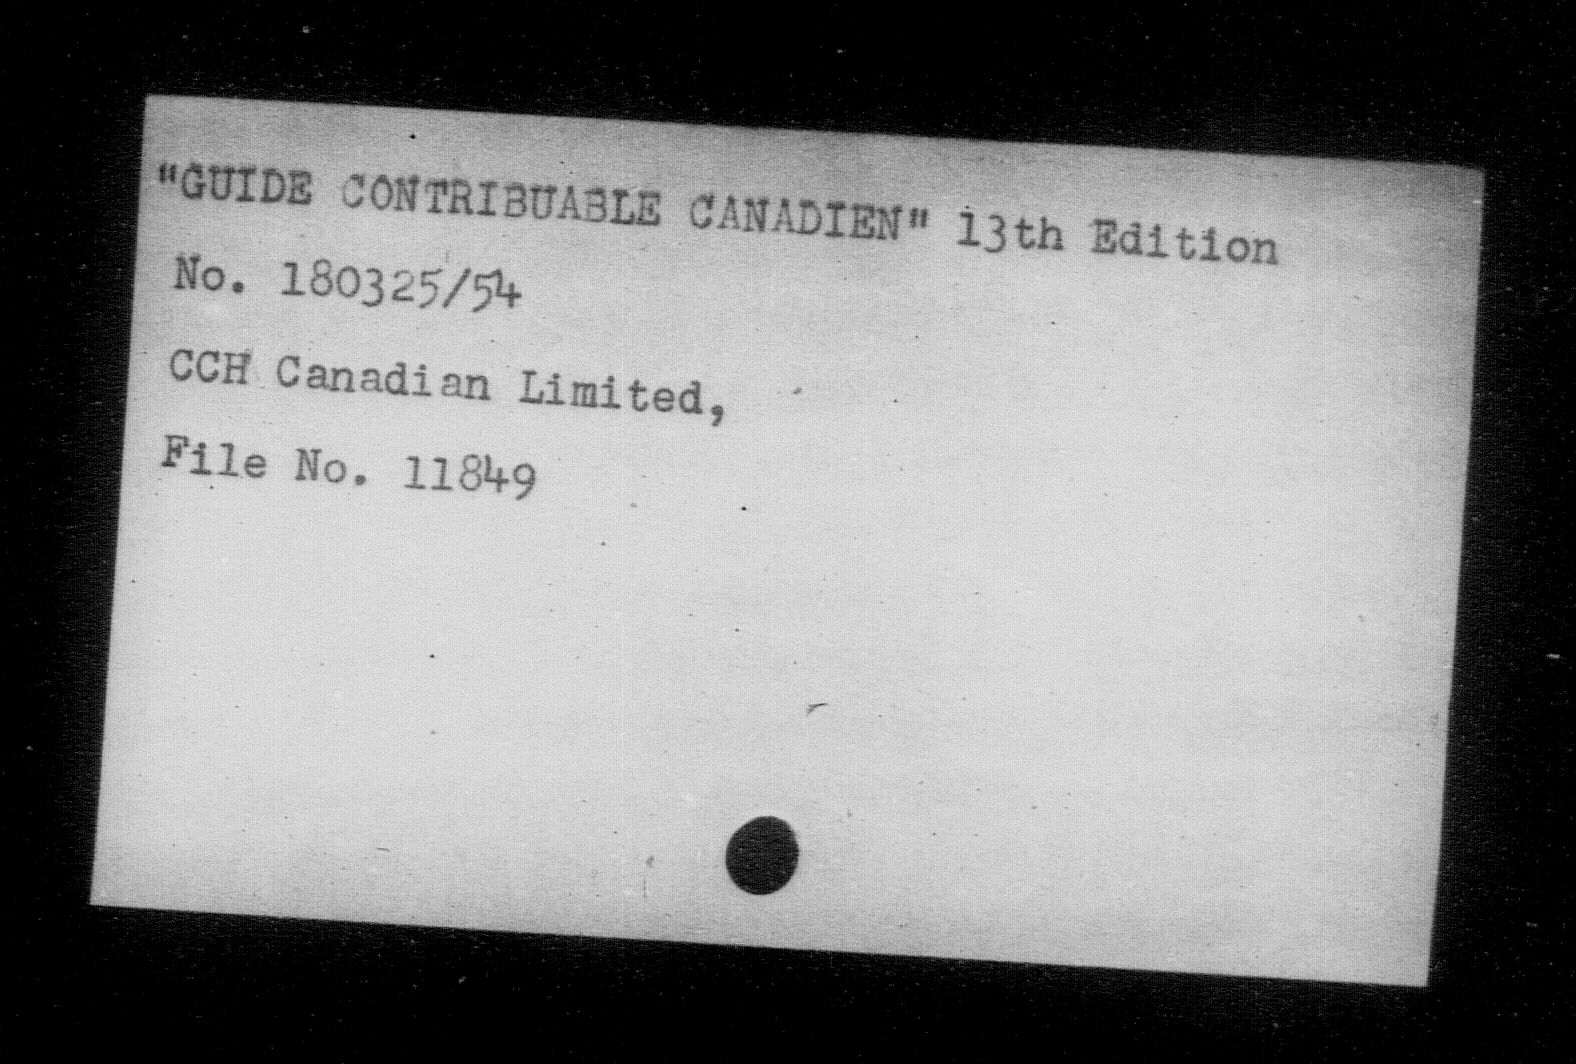 "GUIDE CONTRIBUABLE CANADIEN" 13th Edition
No. 180325/54
CCH Canadian Limited,
File No. 11849